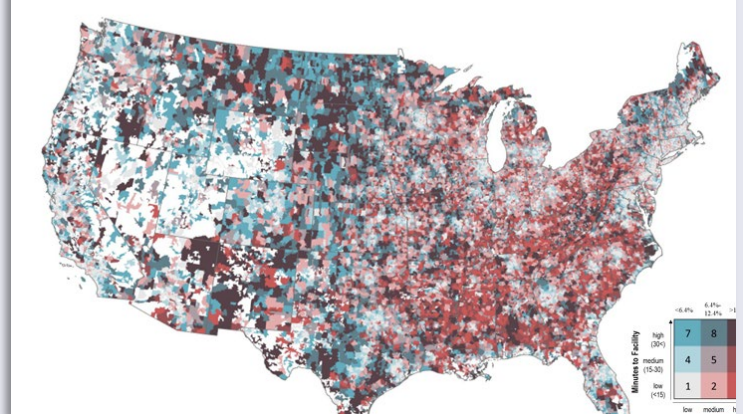 <6.4%
6.4%-
12.4%
Minutes to Facility
high
(30<)
7
8
medium
(15-30)
4
5
low
(<15)
1
2
low
medium